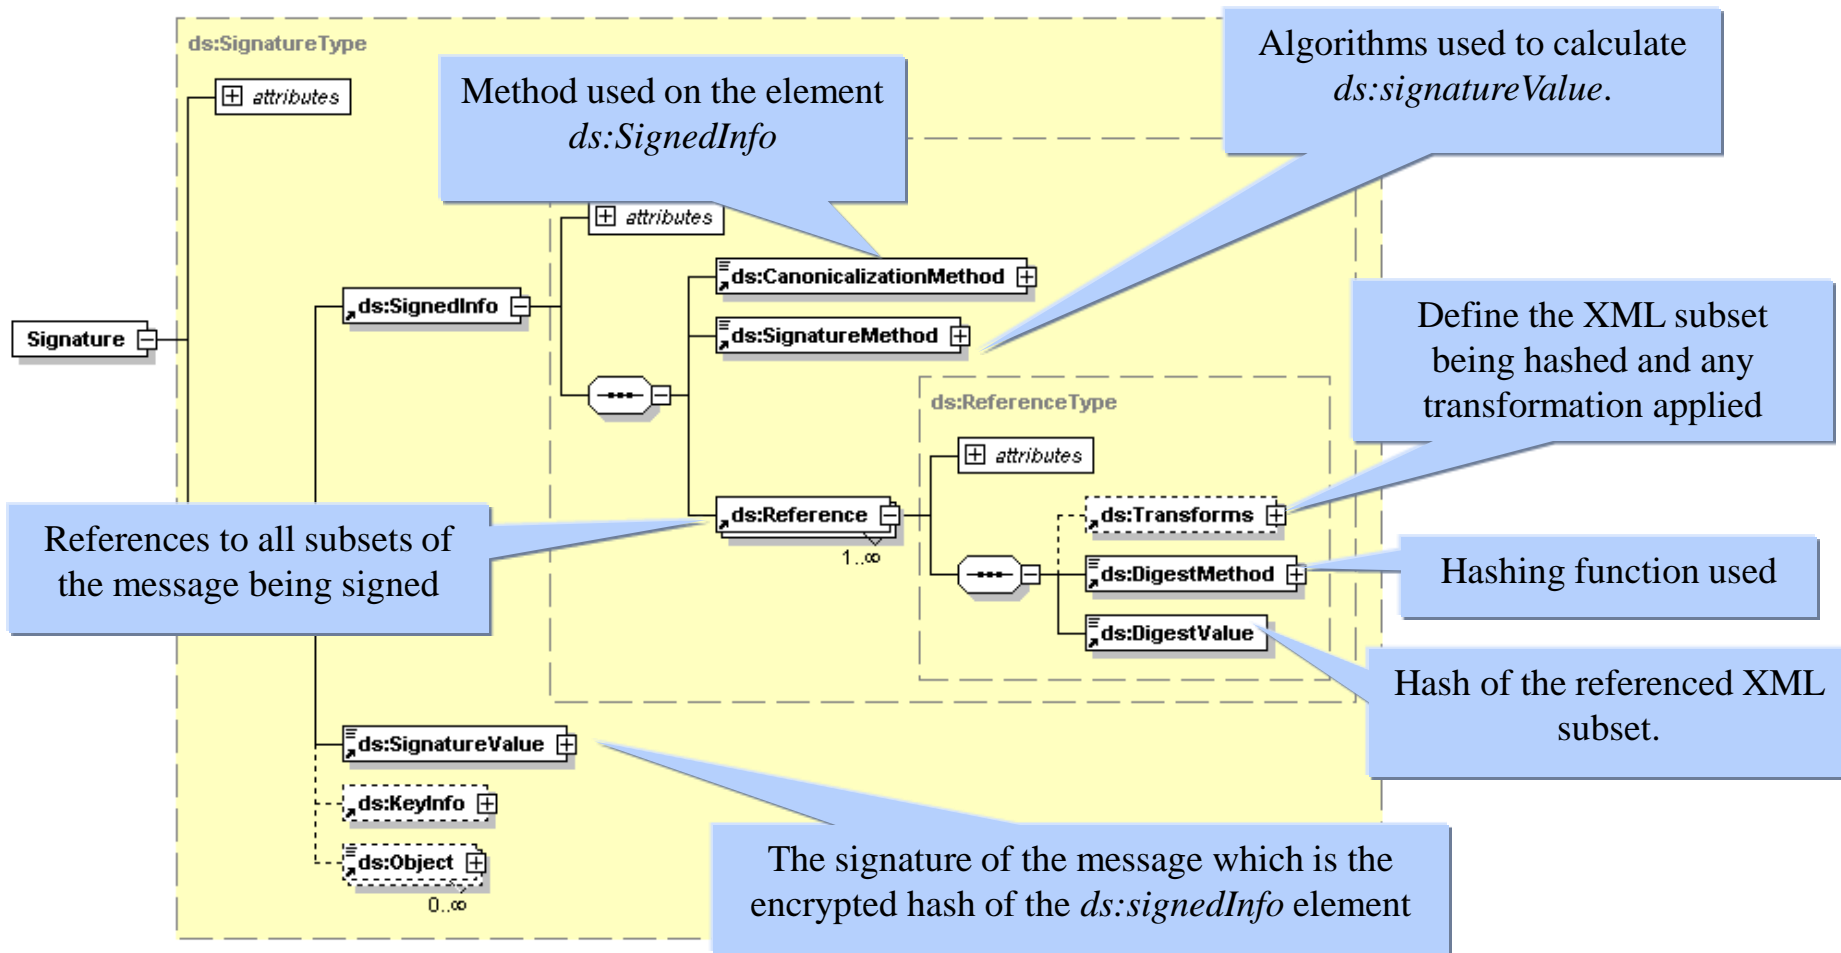 ds:SignatureType
attributes
Method used on the element
ds:SignedInfo
Algorithms used to calculate
ds:signatureValue.
attributes
ds:CanonicalizationMethod
ds:SignedInfo
ds:SignatureMethod
Signature
Define the XML subset
being hashed and any
transformation applied
ds:ReferenceType
attributes
References to all subsets of
the message being signed
ds:Reference
1..∞
ds:Transforms
ds:DigestMethod
Hashing function used
ds:DigestValue
Hash of the referenced XML
subset.
ds:SignatureValue
ds:KeyInfo
ds:Object
0..∞
The signature of the message which is the
encrypted hash of the ds:signedInfo element